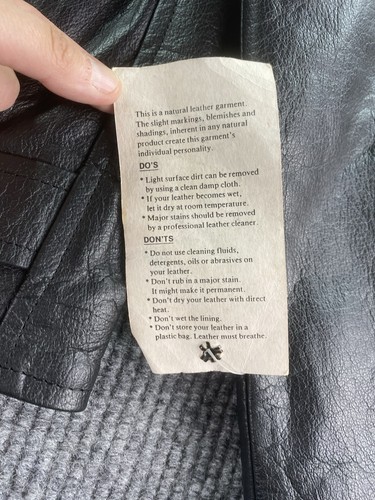 This is a natural leather garment.
The slight markings, blemishes and
shadings, inherent in any natural
product create this garment's
individual personality.
DO'S
* Light surface dirt can be removed
by using a clean damp cloth.
* If your leather becomes wet,
let it dry at room temperature.
* Major stains should be removed
by a professional leather cleaner.
DON'TS
* Do not use cleaning fluids,
detergents, oils or abrasives on
your leather.
* Don't rub in a major stain.
It might make it permanent.
* Don't dry your leather with direct
heat.
* Don't wet the lining.
* Don't store your leather in a
plastic bag. Leather must breathe.